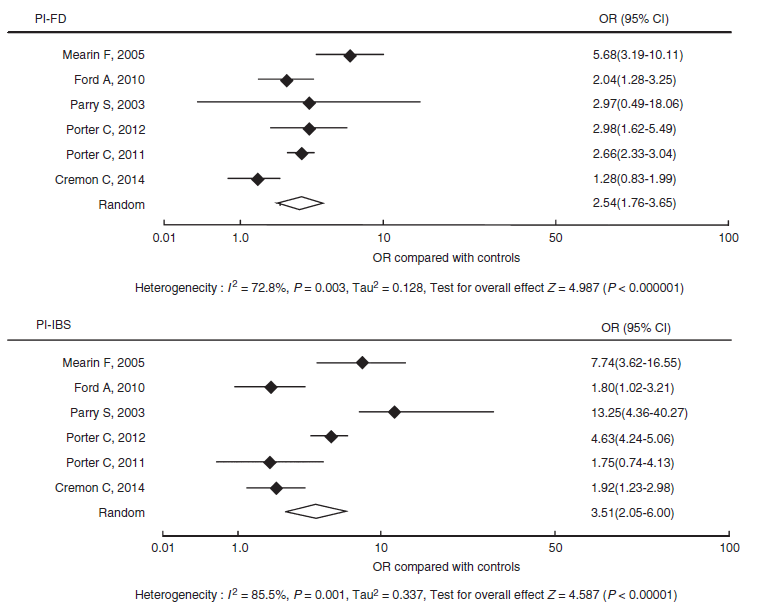 PI-FD OR (95% CI)
Mearin F, 2005 5.68(3.19-10.11)
Ford A, 2010 2.04(1.28-3.25)
Parry S, 2003 2.97(0.49-18.06)
Porter C, 2012 2.98(1.62-5.49)
Porter C, 2011 2.66(2.33-3.04)
Cremon C, 2014 1.28(0.83-1.99)
Random 2.54(1.76-3.65)
0.01 1.0 10 50 100
OR compared with controls
Heterogenecity : I² = 72.8%, P = 0.003, Tau² = 0.128, Test for overall effect Z = 4.987 (P < 0.000001)
PI-IBS OR (95% CI)
Mearin F, 2005 7.74(3.62-16.55)
Ford A, 2010 1.80(1.02-3.21)
Parry S, 2003 13.25(4.36-40.27)
Porter C, 2012 4.63(4.24-5.06)
Porter C, 2011 1.75(0.74-4.13)
Cremon C, 2014 1.92(1.23-2.98)
Random 3.51(2.05-6.00)
0.01 1.0 10 50 100
OR compared with controls
Heterogenecity : I² = 85.5%, P = 0.001, Tau² = 0.337, Test for overall effect Z = 4.587 (P < 0.00001)